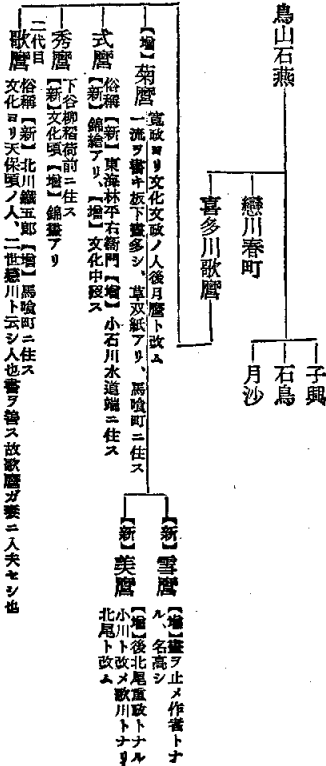 鳥山石燕
子興
石鳥
月沙
戀川春町
喜多川歌麿
【増】菊麿
寛政ヨリ文化文政ノ人後月麿ト改ム
一流ヲ書キ板下畫多シ、草双紙アリ、馬喰町ニ住ス
【新】雪麿
【増】畫ヲ止メ作者トナ
ル、名高シ
【新】美麿
【増】後北尾重政トナル
小川ト改メ歌川トナリ
北尾ト改ム
式麿
俗稱【新】東海林平右衞門【増】小石川水道端ニ住ス
【新】錦繪アリ、【増】文化中歿ス
秀麿
下谷柳稲荷前ニ住ス
【新】文化頃【増】錦畫アリ
二代目
歌麿
俗稱【新】北川鐵五郎【増】馬喰町ニ住ス
文化ヨリ天保頃ノ人、二世戀川ト云シ人也書ヲ善ス故歌麿ガ妻ニ入夫セシ也